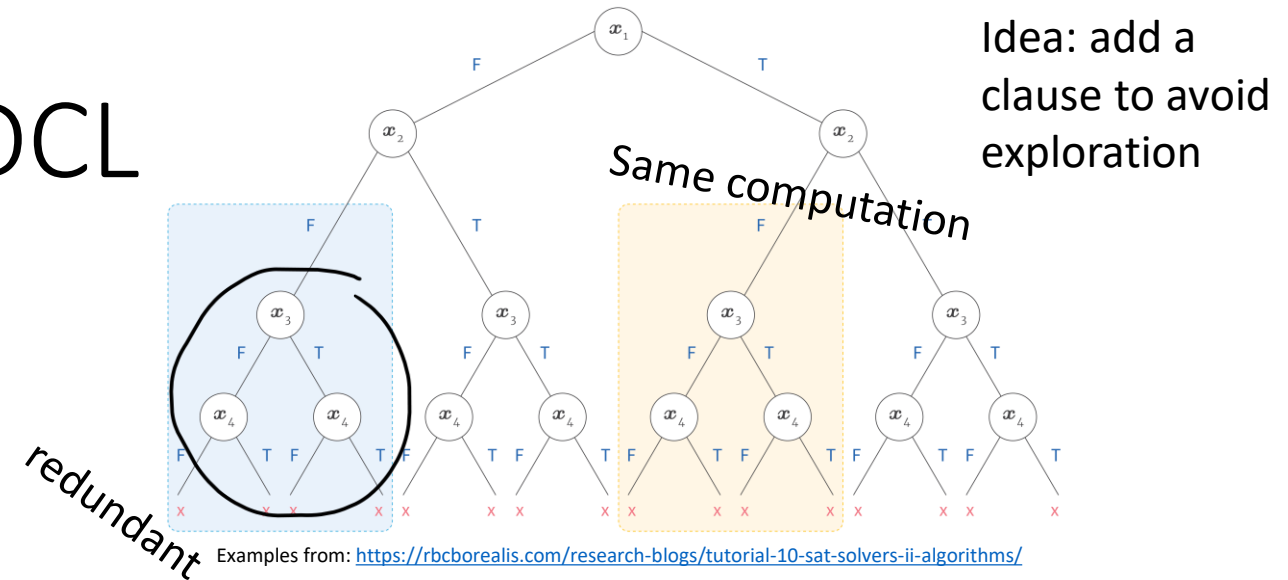 x₁
Idea: add a
clause to avoid
exploration
F T
DCL
x₂ x₂
Same computation
F T F
x₃ x₃ x₃ x₃
F T F T F T F T
x₄ x₄ x₄ x₄ x₄ x₄ x₄ x₄
F T F T F T F T F T F T F T F T
x x x x x x x x x x x x x x x x
redundant
Examples from: https://rbcborealis.com/research-blogs/tutorial-10-sat-solvers-ii-algorithms/